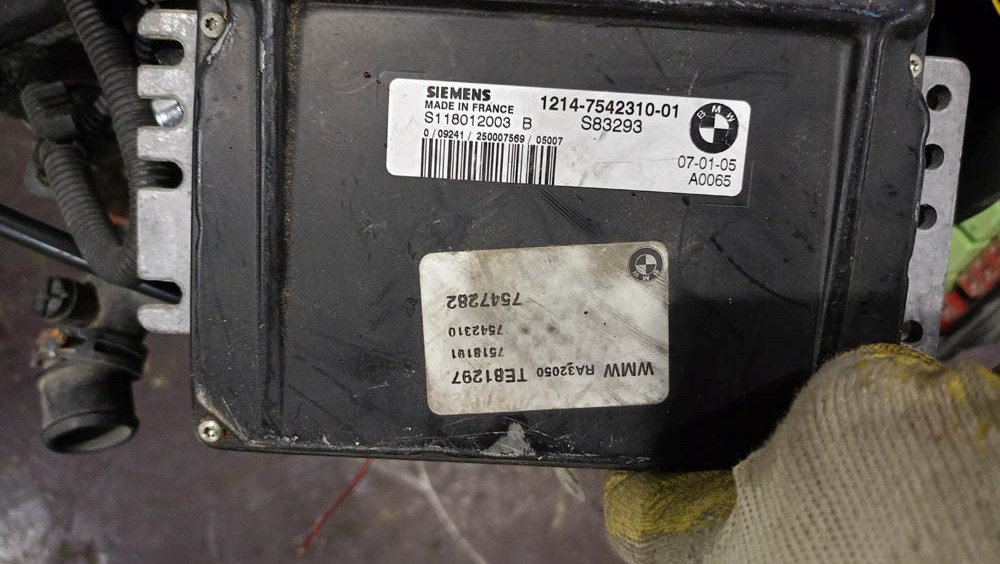 SIEMENS
MADE IN FRANCE
1214-7542310-01
S118012003 B
S83293
0 / 09241 / 250007569 / 05007
BMW
07-01-05
A0065
WMW RA32050 TE81297
7518191
7542310
7547282
BMW